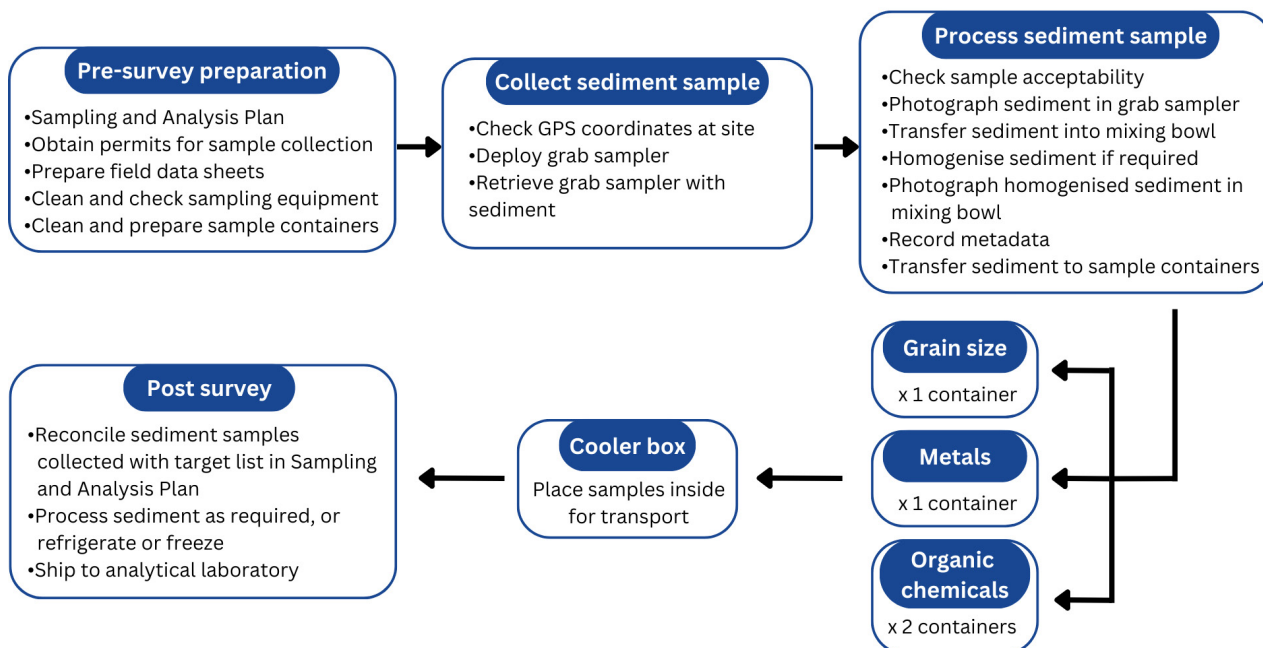 Pre-survey preparation
•Sampling and Analysis Plan
•Obtain permits for sample collection
•Prepare field data sheets
•Clean and check sampling equipment
•Clean and prepare sample containers
Collect sediment sample
•Check GPS coordinates at site
•Deploy grab sampler
•Retrieve grab sampler with
sediment
Process sediment sample
•Check sample acceptability
•Photograph sediment in grab sampler
•Transfer sediment into mixing bowl
•Homogenise sediment if required
•Photograph homogenised sediment in
mixing bowl
•Record metadata
•Transfer sediment to sample containers
Grain size
x 1 container
Metals
x 1 container
Organic
chemicals
x 2 containers
Cooler box
Place samples inside
for transport
Post survey
•Reconcile sediment samples
collected with target list in Sampling
and Analysis Plan
•Process sediment as required, or
refrigerate or freeze
•Ship to analytical laboratory